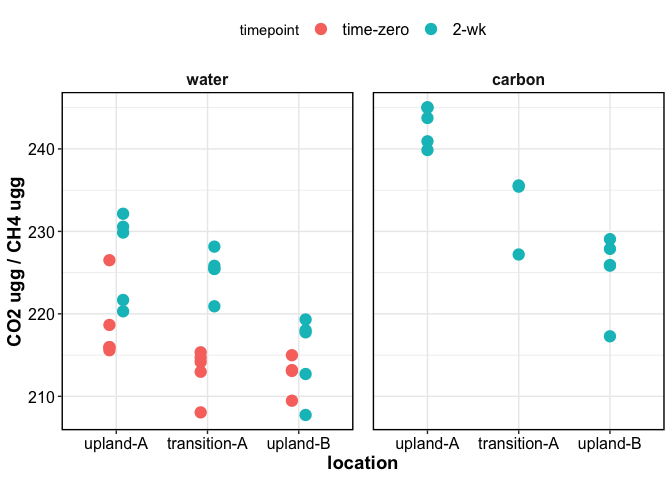 timepoint time-zero 2-wk
water carbon
CO2 ugg / CH4 ugg
240
230
220
210
upland-A transition-A upland-B upland-A transition-A upland-B
location